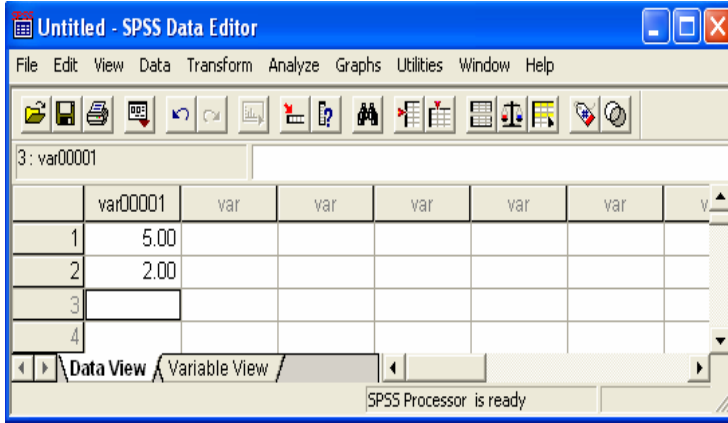 Untitled - SPSS Data Editor
File Edit View Data Transform Analyze Graphs Utilities Window Help
3 : var00001
var00001 var var var var var
1 5.00
2 2.00
3
4
Data View Variable View
SPSS Processor is ready